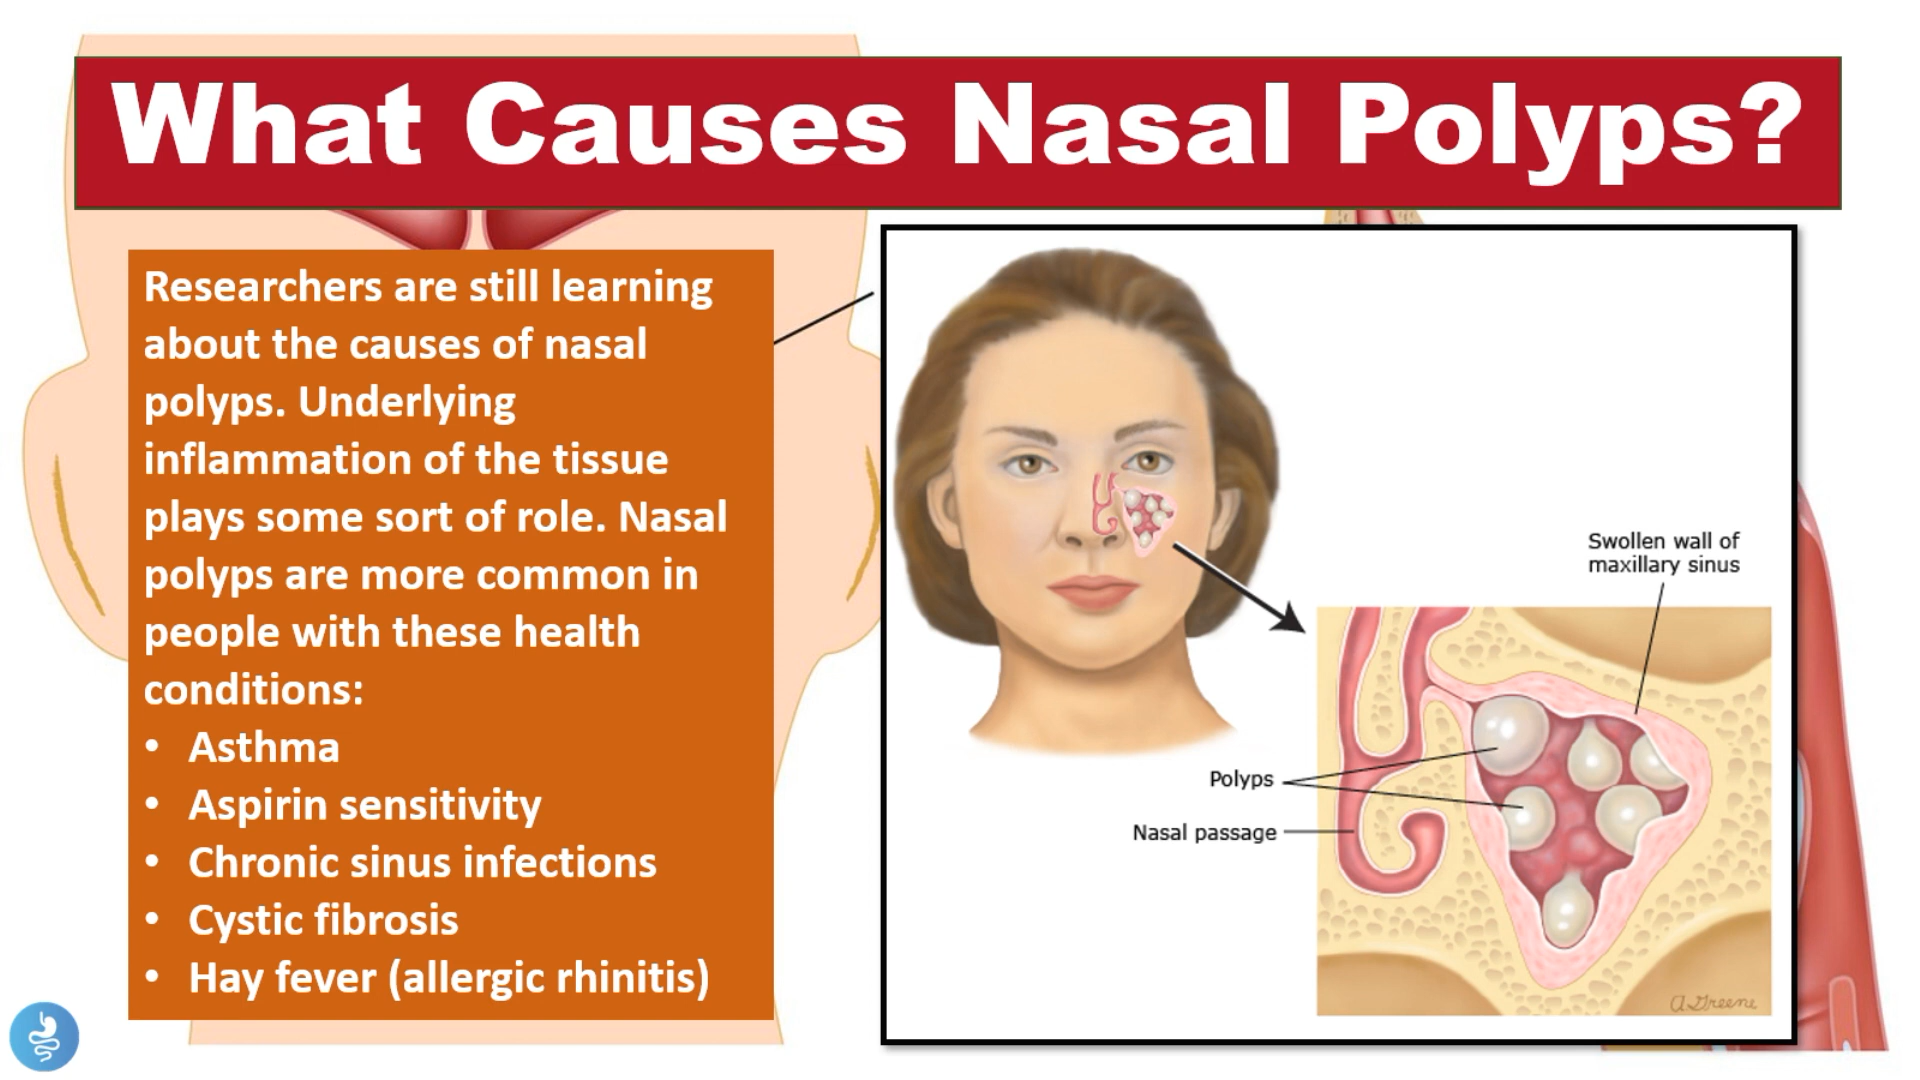 What Causes Nasal Polyps?
Researchers are still learning
about the causes of nasal
polyps. Underlying
inflammation of the tissue
plays some sort of role. Nasal
polyps are more common in
people with these health
conditions:
• Asthma
• Aspirin sensitivity
• Chronic sinus infections
• Cystic fibrosis
• Hay fever (allergic rhinitis)
Swollen wall of
maxillary sinus
Polyps
Nasal passage
A.Greene